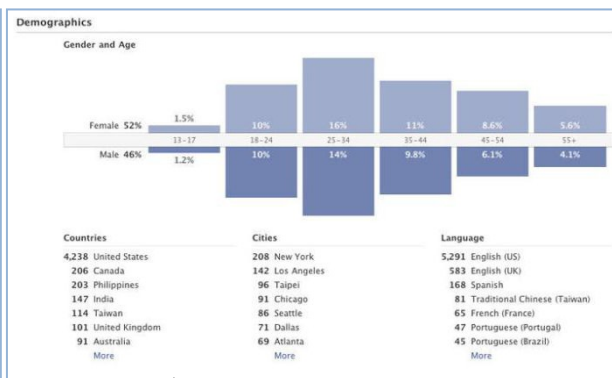 Demographics
Gender and Age
Female 52%
1.5% 10% 16% 11% 8.6% 5.6%
13-17 18-24 25-34 35-44 45-54 55+
Male 46%
1.2% 10% 14% 9.8% 6.1% 4.1%
Countries
4,238 United States
206 Canada
203 Philippines
147 India
114 Taiwan
101 United Kingdom
91 Australia
More
Cities
208 New York
142 Los Angeles
96 Taipei
91 Chicago
86 Seattle
71 Dallas
69 Atlanta
More
Language
5,291 English (US)
583 English (UK)
168 Spanish
81 Traditional Chinese (Taiwan)
65 French (France)
47 Portuguese (Portugal)
45 Portuguese (Brazil)
More